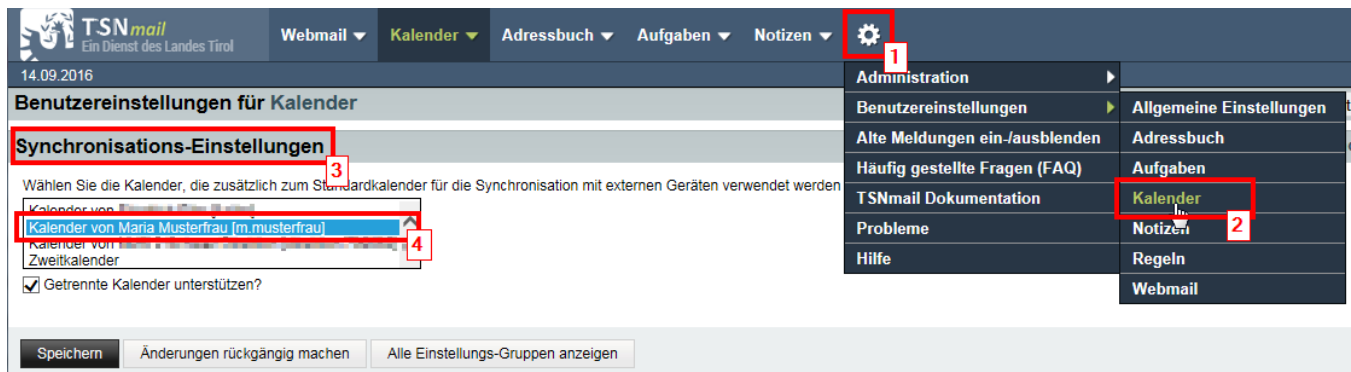 TSNmail
Ein Dienst des Landes Tirol
Webmail Kalender Adressbuch Aufgaben Notizen
1
14.09.2016
Benutzereinstellungen für Kalender
Administration
Benutzereinstellungen
Alte Meldungen ein-/ausblenden
Häufig gestellte Fragen (FAQ)
TSNmail Dokumentation
Probleme
Hilfe
Allgemeine Einstellungen
Adressbuch
Aufgaben
Kalender
2
Notizen
Regeln
Webmail
Synchronisations-Einstellungen
3
Wählen Sie die Kalender, die zusätzlich zum Standardkalender für die Synchronisation mit externen Geräten verwendet werden
Kalender von
Kalender von Maria Musterfrau [m.musterfrau]
4
Kalender von
Zweitkalender
Getrennte Kalender unterstützen?
Speichern Änderungen rückgängig machen Alle Einstellungs-Gruppen anzeigen